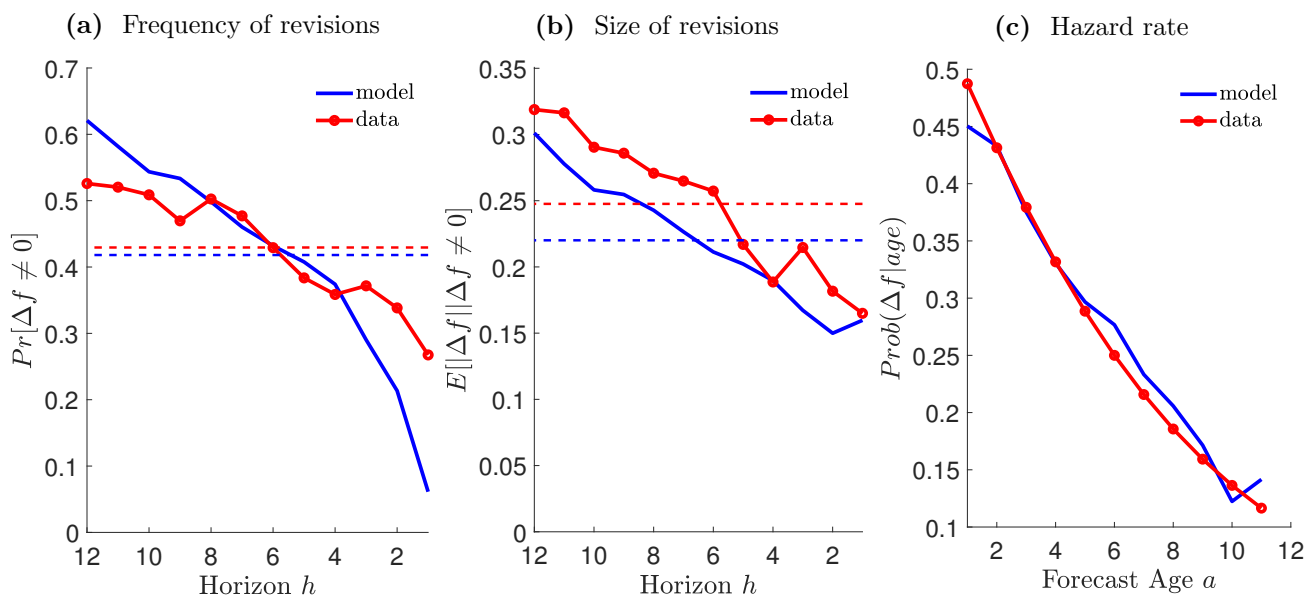 (a) Frequency of revisions
Pr[Δf ≠ 0]
0.7
0.6
0.5
0.4
0.3
0.2
0.1
0
12 10 8 6 4 2
Horizon h
model
data
(b) Size of revisions
E[|Δf||Δf ≠ 0]
0.35
0.3
0.25
0.2
0.15
0.1
0.05
0
12 10 8 6 4 2
Horizon h
model
data
(c) Hazard rate
Prob(Δf|age)
0.5
0.45
0.4
0.35
0.3
0.25
0.2
0.15
0.1
2 4 6 8 10 12
Forecast Age a
model
data